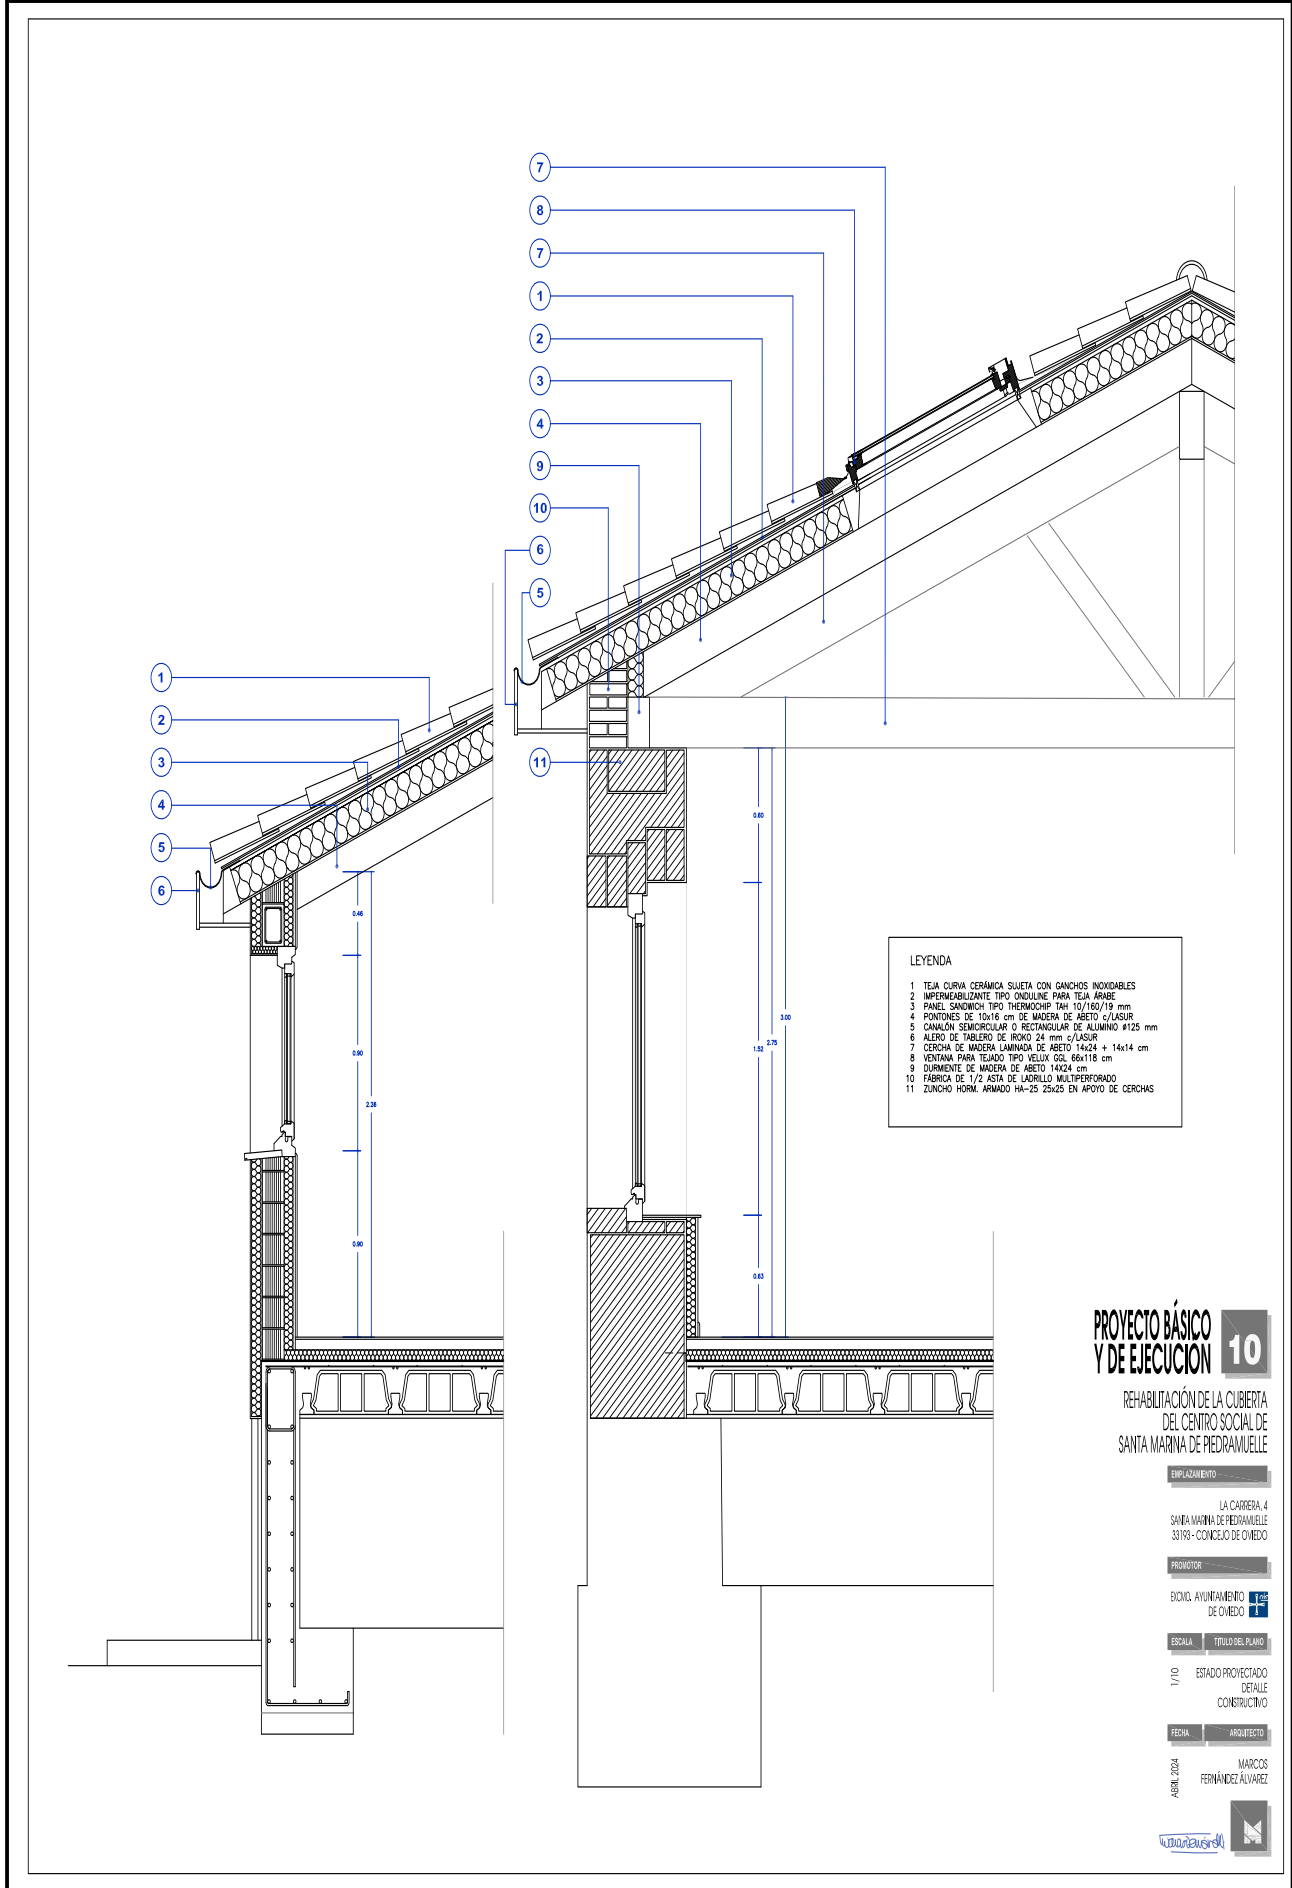 7
8
7
1
2
3
4
9
10
6
5
11
1
2
3
4
5
6
0.46
0.90
2.26
0.90
0.60
1.52
2.75
3.00
0.63
LEYENDA
1 TEJA CURVA CERÁMICA SUJETA CON GANCHOS INOXIDABLES
2 IMPERMEABILIZANTE TIPO ONDULINE PARA TEJA ÁRABE
3 PANEL SANDWICH TIPO THERMOCHIP TAH 10/160/19 mm
4 PONTONES DE 10x16 cm DE MADERA DE ABETO c/LASUR
5 CANALÓN SEMICIRCULAR O RECTANGULAR DE ALUMINIO ø125 mm
6 ALERO DE TABLERO DE IROKO 24 mm c/LASUR
7 CERCHA DE MADERA LAMINADA DE ABETO 14x24 + 14x14 cm
8 VENTANA PARA TEJADO TIPO VELUX GGL 66x118 cm
9 DURMIENTE DE MADERA DE ABETO 14X24 cm
10 FÁBRICA DE 1/2 ASTA DE LADRILLO MULTIPERFORADO
11 ZUNCHO HORM. ARMADO HA-25 25x25 EN APOYO DE CERCHAS
PROYECTO BÁSICO
Y DE EJECUCIÓN
10
REHABILITACIÓN DE LA CUBIERTA
DEL CENTRO SOCIAL DE
SANTA MARINA DE PIEDRAMUELLE
EMPLAZAMIENTO
LA CARRERA, 4
SANTA MARINA DE PIEDRAMUELLE
33193 - CONCEJO DE OVIEDO
PROMOTOR
EXCMO. AYUNTAMIENTO
DE OVIEDO
ESCALA TÍTULO DEL PLANO
1/10
ESTADO PROYECTADO
DETALLE
CONSTRUCTIVO
FECHA ARQUITECTO
ABRIL 2024
MARCOS
FERNÁNDEZ ÁLVAREZ
M